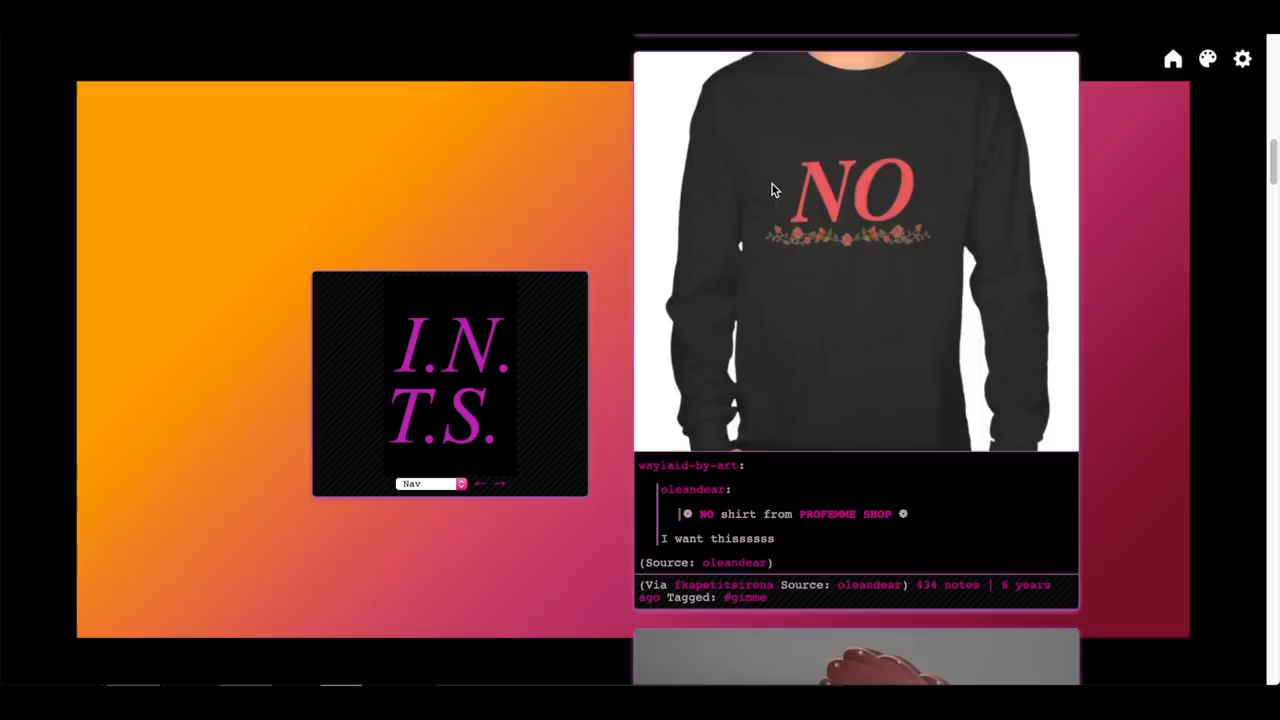 NO
I.N.
T.S.
Nav
← →
waylaid-by-art:
oleandear:
❁ NO shirt from PROFEMME SHOP ❁
I want thissssss
(Source: oleandear)
(Via fkapetitsirena Source: oleandear) 434 notes | 6 years
ago Tagged: #gimme